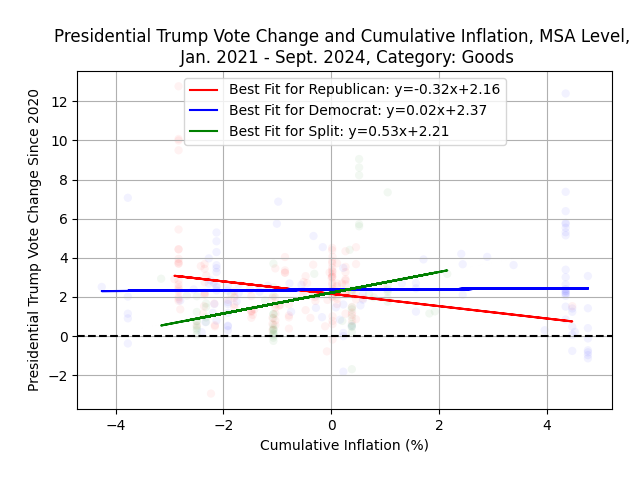 Presidential Trump Vote Change and Cumulative Inflation, MSA Level,
Jan. 2021 - Sept. 2024, Category: Goods
Best Fit for Republican: y=-0.32x+2.16
Best Fit for Democrat: y=0.02x+2.37
Best Fit for Split: y=0.53x+2.21
Presidential Trump Vote Change Since 2020
12
10
8
6
4
2
0
−2
−4
−2
0
2
4
Cumulative Inflation (%)